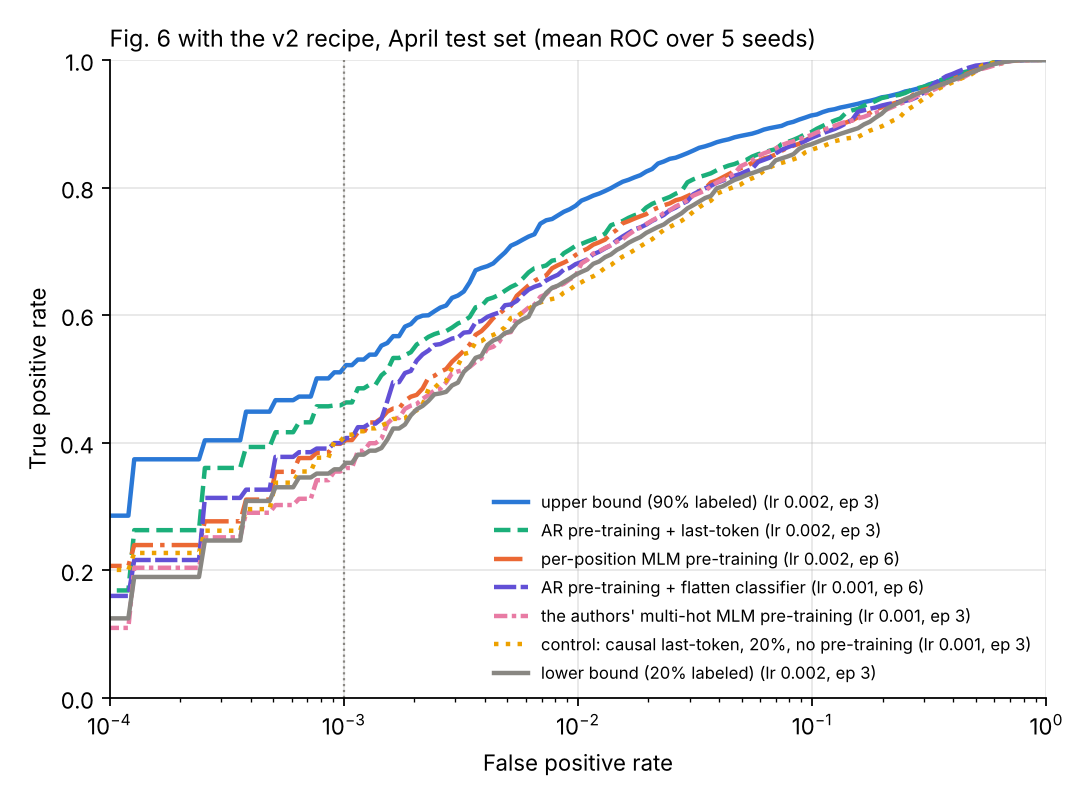 Fig. 6 with the v2 recipe, April test set (mean ROC over 5 seeds)
1.0
0.8
0.6
0.4
0.2
0.0
True positive rate
upper bound (90% labeled) (lr 0.002, ep 3)
AR pre-training + last-token (lr 0.002, ep 3)
per-position MLM pre-training (lr 0.002, ep 6)
AR pre-training + flatten classifier (lr 0.001, ep 6)
the authors' multi-hot MLM pre-training (lr 0.001, ep 3)
control: causal last-token, 20%, no pre-training (lr 0.001, ep 3)
lower bound (20% labeled) (lr 0.002, ep 3)
10⁻⁴ 10⁻³ 10⁻² 10⁻¹ 10⁰
False positive rate